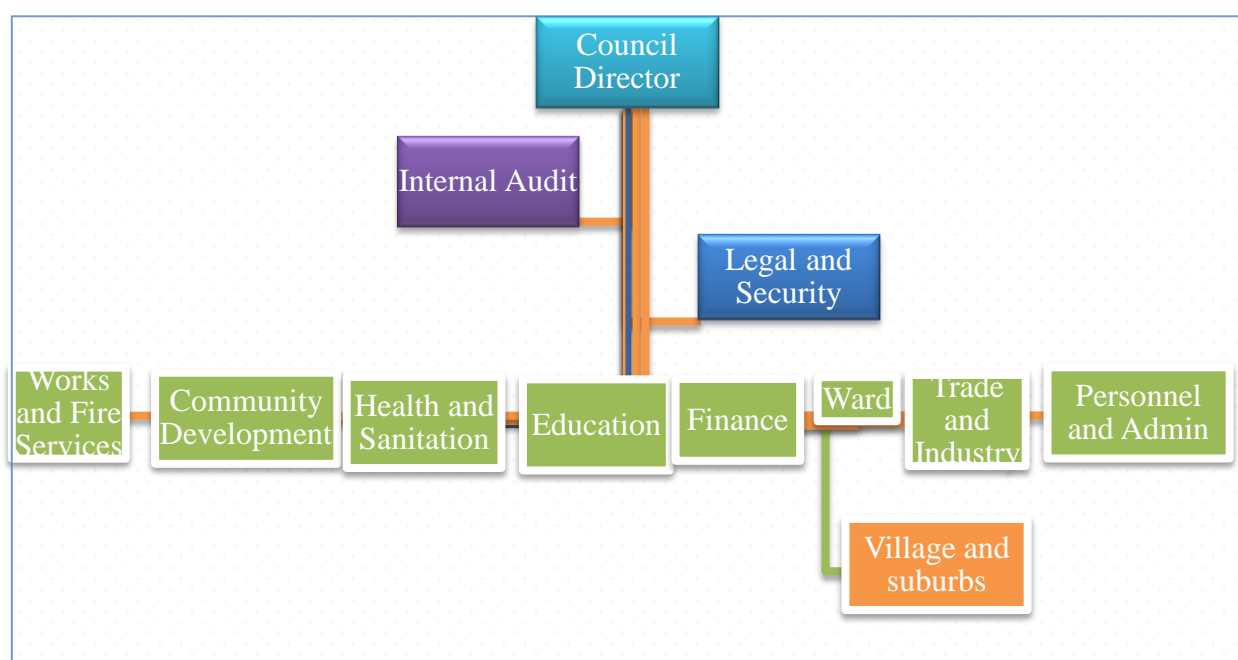 Council
Director
Internal Audit
Legal and
Security
Works
and Fire
Services
Community
Development
Health and
Sanitation
Education
Finance
Ward
Trade
and
Industry
Personnel
and Admin
Village and
suburbs